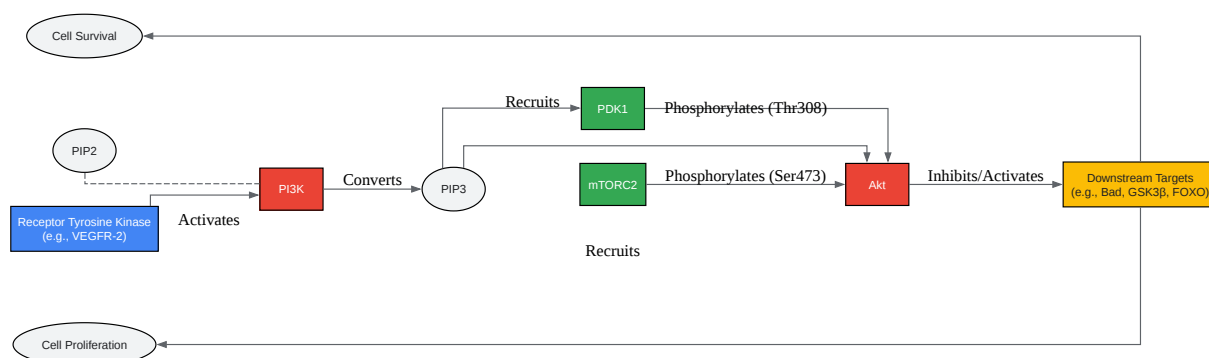 Cell Survival
Recruits
PDK1
Phosphorylates (Thr308)
PIP2
PI3K
Converts
PIP3
mTORC2
Phosphorylates (Ser473)
Akt
Inhibits/Activates
Downstream Targets
(e.g., Bad, GSK3β, FOXO)
Receptor Tyrosine Kinase
(e.g., VEGFR-2)
Activates
Recruits
Cell Proliferation